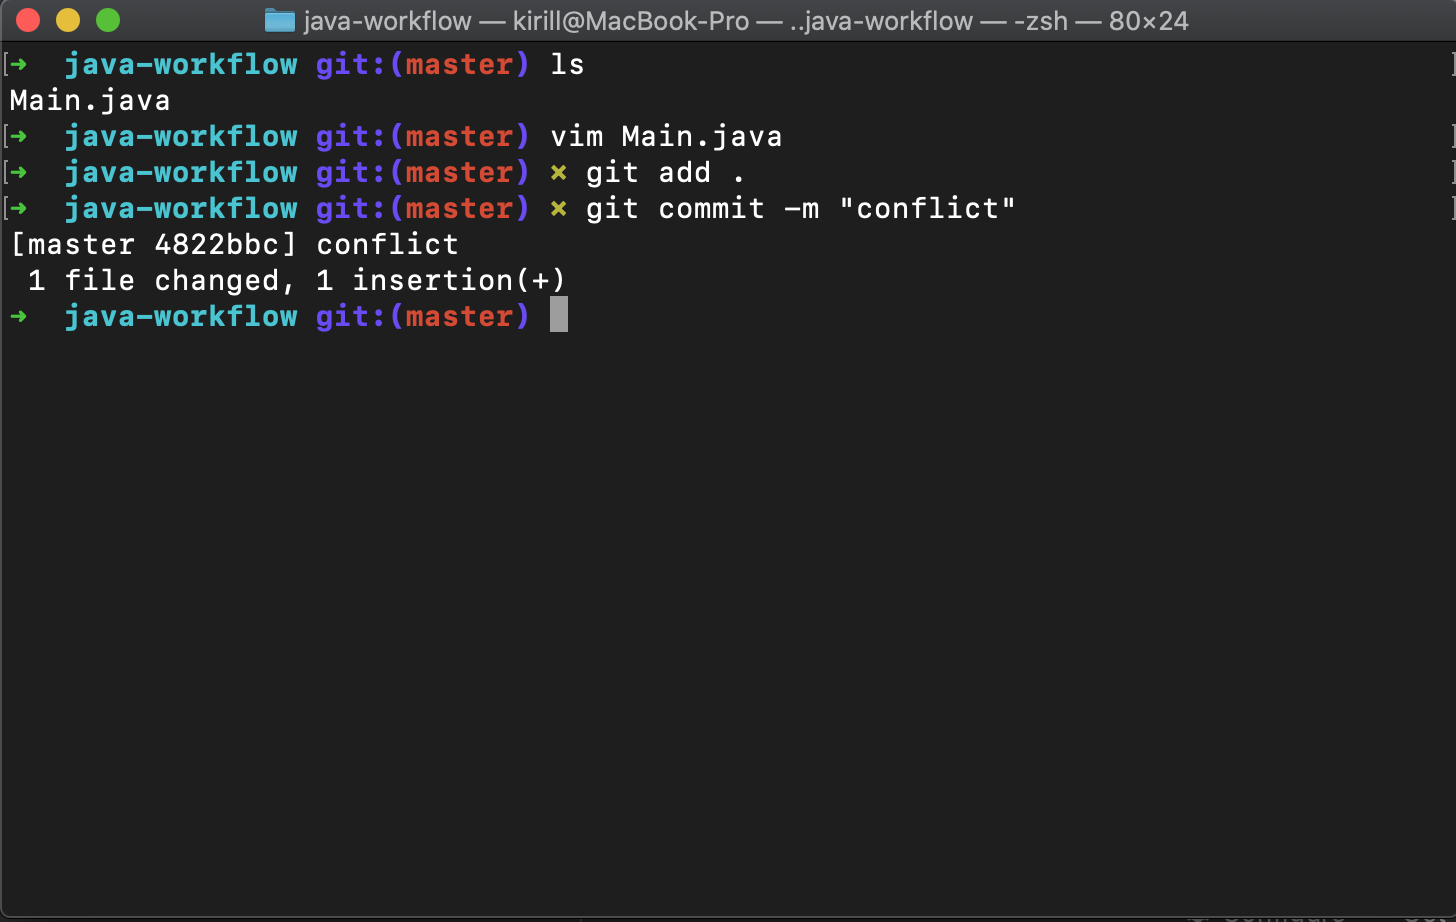 java-workflow — kirill@MacBook-Pro — ..java-workflow — -zsh — 80×24
[➜  java-workflow git:(master) ls ]
Main.java
[➜  java-workflow git:(master) vim Main.java ]
[➜  java-workflow git:(master) ✗ git add . ]
[➜  java-workflow git:(master) ✗ git commit -m "conflict" ]
[master 4822bbc] conflict
 1 file changed, 1 insertion(+)
➜  java-workflow git:(master)